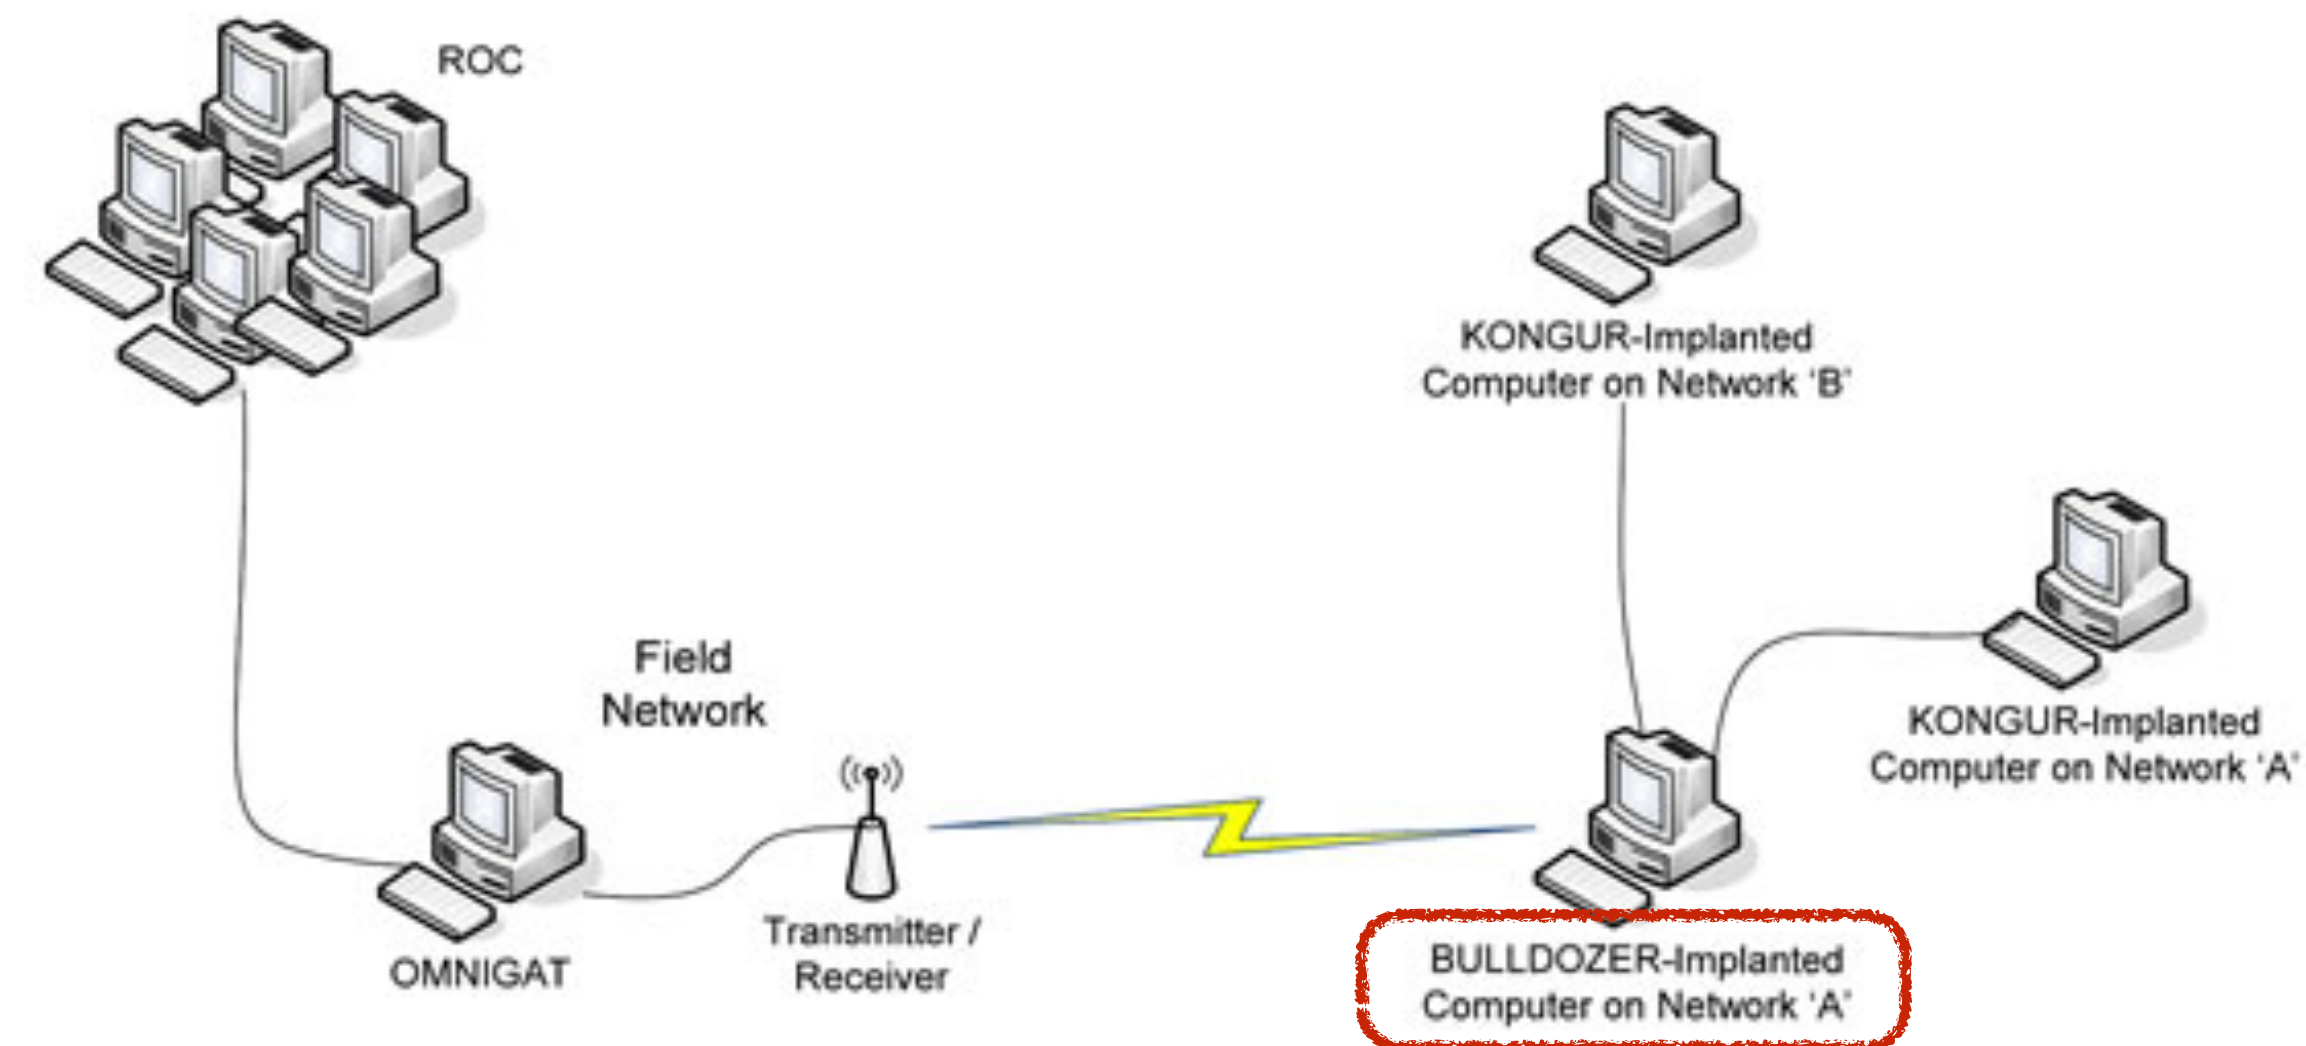 ROC
KONGUR-Implanted
Computer on Network ‘B’
KONGUR-Implanted
Computer on Network ‘A’
Field
Network
OMNIGAT
Transmitter /
Receiver
BULLDOZER-Implanted
Computer on Network ‘A’